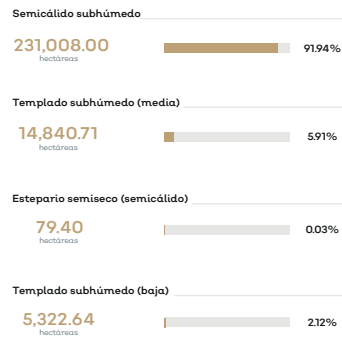 Semicálido subhúmedo
231,008.00
hectáreas
91.94%
Templado subhúmedo (media)
14,840.71
hectáreas
5.91%
Estepario semiseco (semicálido)
79.40
hectáreas
0.03%
Templado subhúmedo (baja)
5,322.64
hectáreas
2.12%